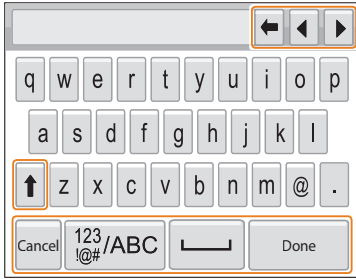 q w e r t y u i o p
a s d f g h j k l
z x c v b n m @ .
Cancel 123 !@# /ABC Done